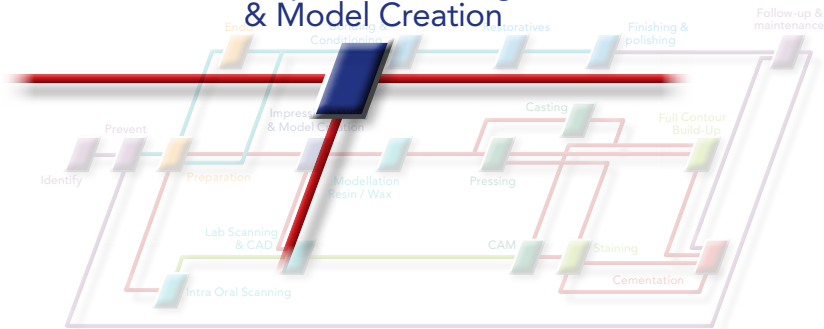 & Model Creation
Follow-up &
maintenance
Endo
Conditioning
Restoratives
Finishing &
polishing
Casting
Full Contour
Build-Up
Prevent
& Model Creation
Identify
Preparation
Modellation
Resin / Wax
Pressing
Lab Scanning
& CAD
CAM
Staining
Cementation
Intra Oral Scanning